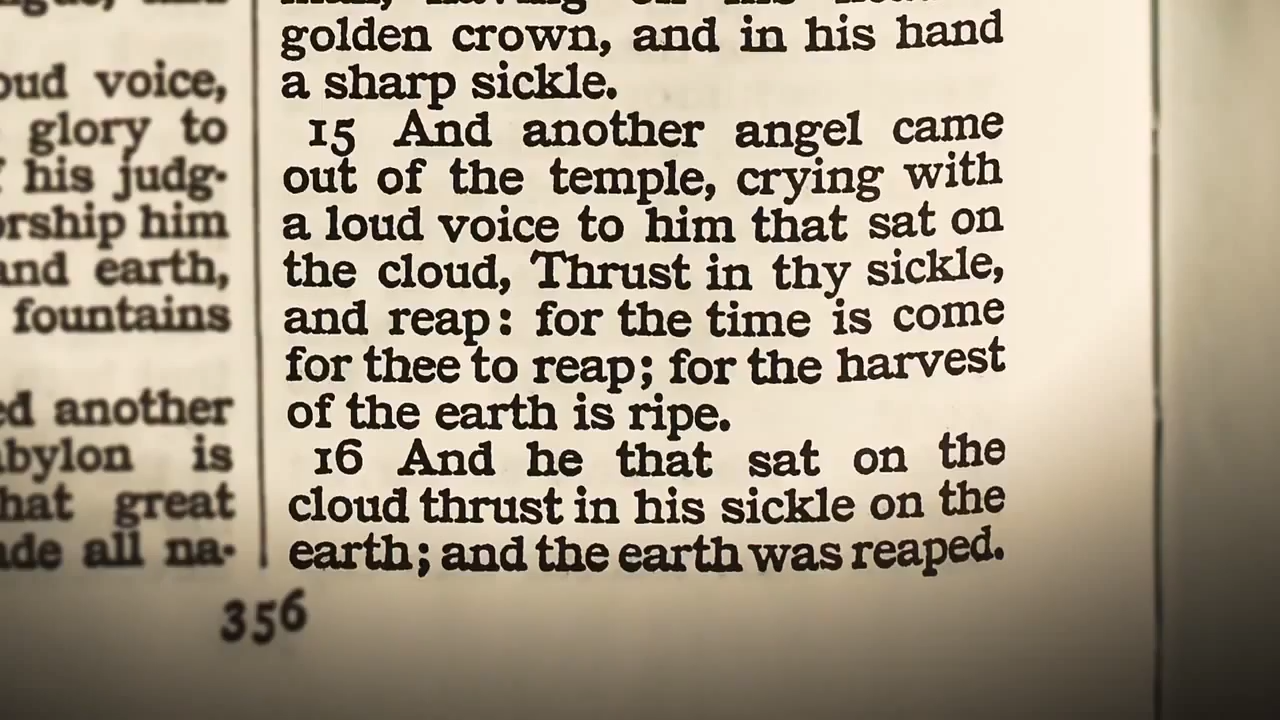 oud voice,
glory to
his judg-
orship him
and earth,
fountains
ed another
abylon is
hat great
ade all na-
golden crown, and in his hand
a sharp sickle.
15 And another angel came
out of the temple, crying with
a loud voice to him that sat on
the cloud, Thrust in thy sickle,
and reap: for the time is come
for thee to reap; for the harvest
of the earth is ripe.
16 And he that sat on the
cloud thrust in his sickle on the
earth; and the earth was reaped.
356